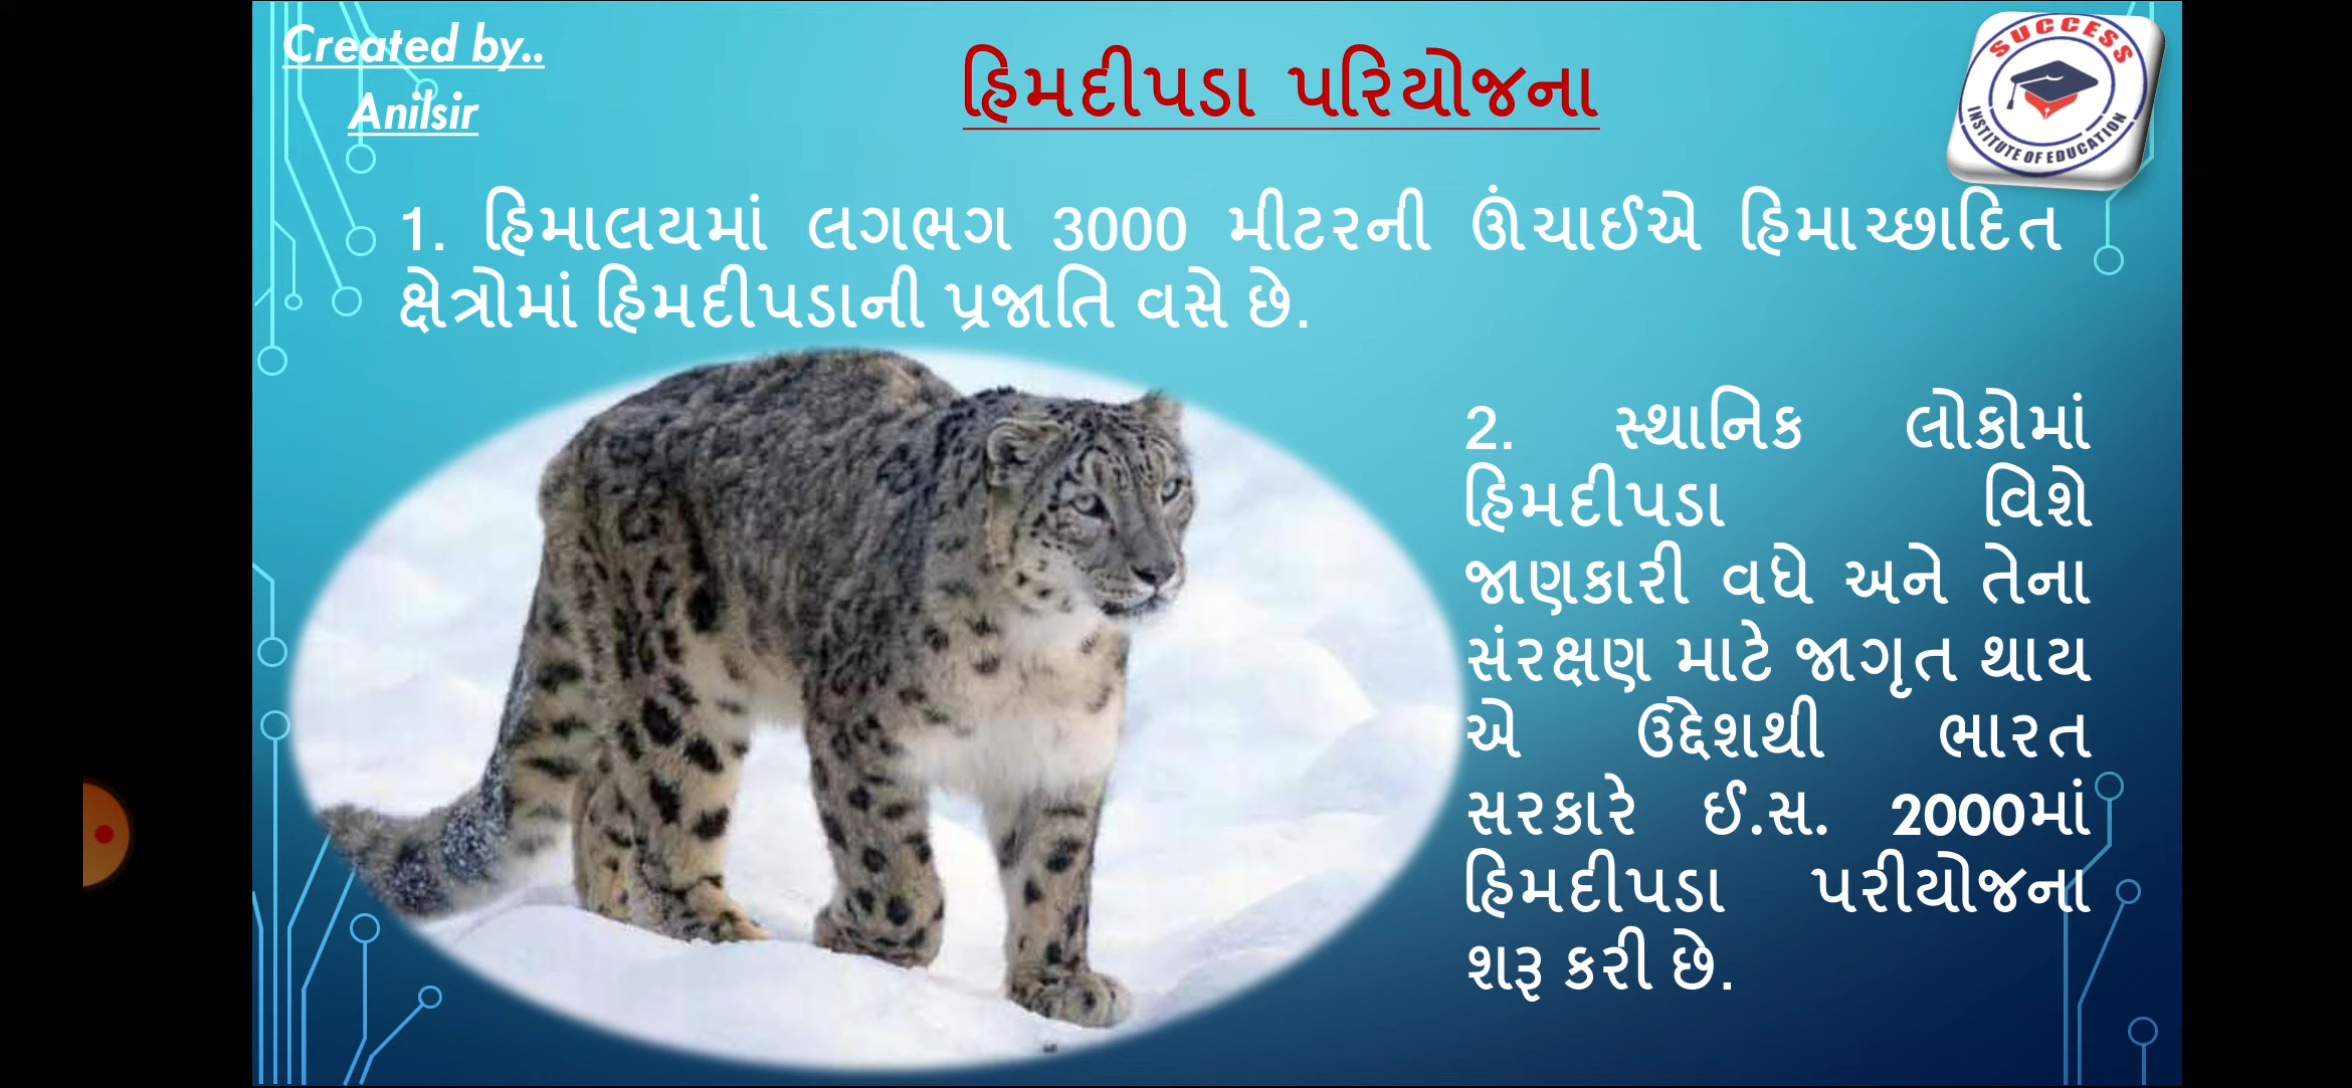 Created by..
Anilsir
હિમદીપડા પરિયોજના
SUCCESS
INSTITUTE OF EDUCATION
1. હિમાલયમાં લગભગ 3000 મીટરની ઊંચાઈએ હિમાચ્છાદિત
ક્ષેત્રોમાં હિમદીપડાની પ્રજાતિ વસે છે.
2. સ્થાનિક લોકોમાં
હિમદીપડા વિશે
જાણકારી વધે અને તેના
સંરક્ષણ માટે જાગૃત થાય
એ ઉદ્દેશથી ભારત
સરકારે ઈ.સ. 2000માં
હિમદીપડા પરીયોજના
શરૂ કરી છે.